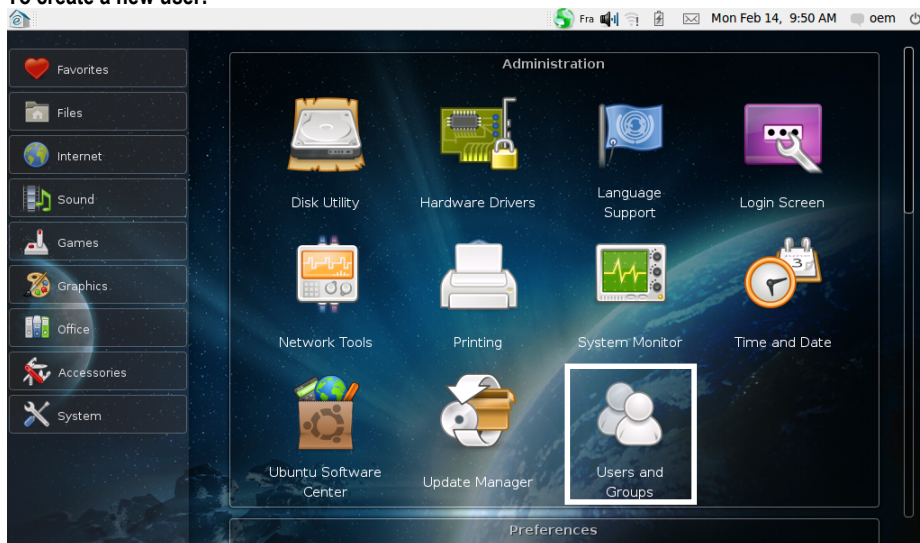 To create a new user:
Fra
Mon Feb 14, 9:50 AM
oem
Favorites
Files
Internet
Sound
Games
Graphics
Office
Accessories
System
Administration
Disk Utility
Hardware Drivers
Language
Support
Login Screen
Network Tools
Printing
System Monitor
Time and Date
3
Ubuntu Software
Center
Update Manager
Users and
Groups
Preferences